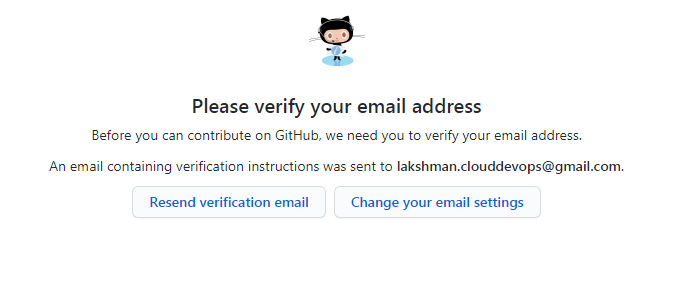 Please verify your email address
Before you can contribute on GitHub, we need you to verify your email address.
An email containing verification instructions was sent to lakshman.clouddevops@gmail.com.
Resend verification email
Change your email settings